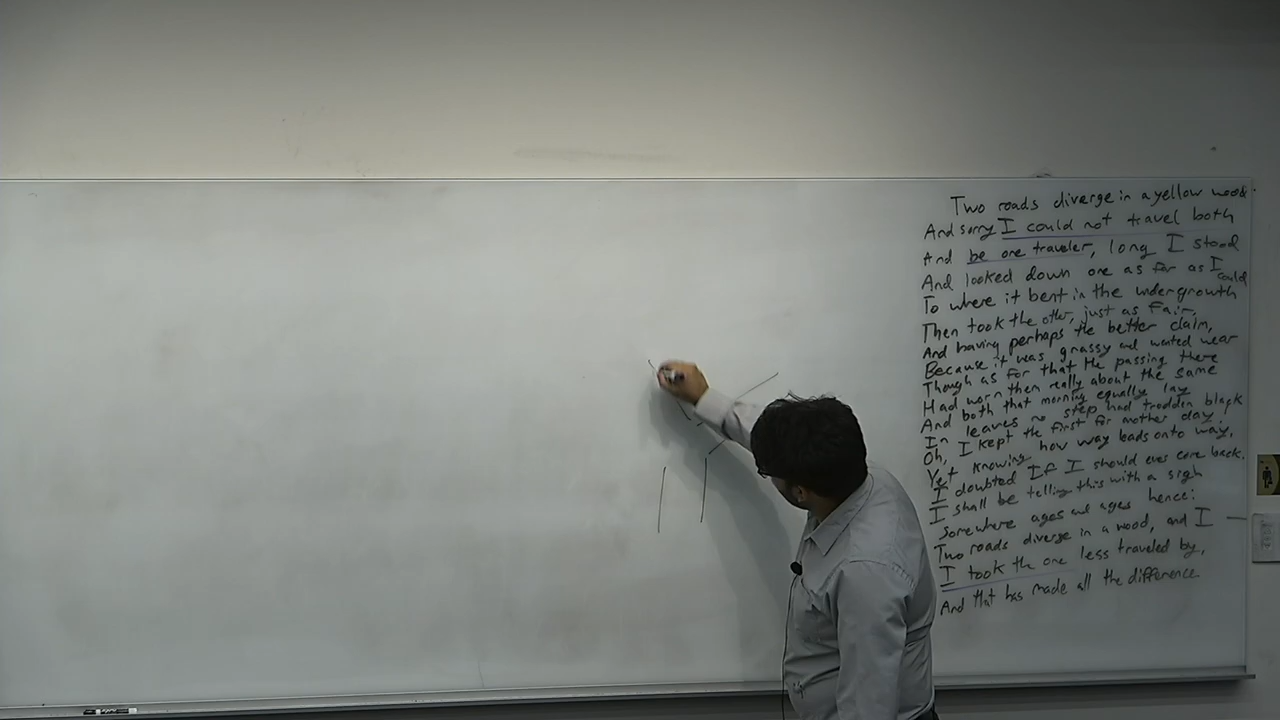 Two roads diverge in a yellow wood
And sorry I could not travel both
And be one traveler, long I stood
And looked down one as far as I could
To where it bent in the undergrowth
Then took the other, just as fair,
And having perhaps the better claim,
Because it was grassy and wanted wear
Though as for that the passing there
Had worn then really about the same
And both that morning equally lay
In leaves no step had trodden black
Oh, I kept the first for another day.
Yet knowing how way leads onto way,
I doubted If I should ever come back.
I shall be telling this with a sigh
Somewhere ages and ages hence:
Two roads diverge in a wood, and I
I took the one less traveled by,
And that has made all the difference